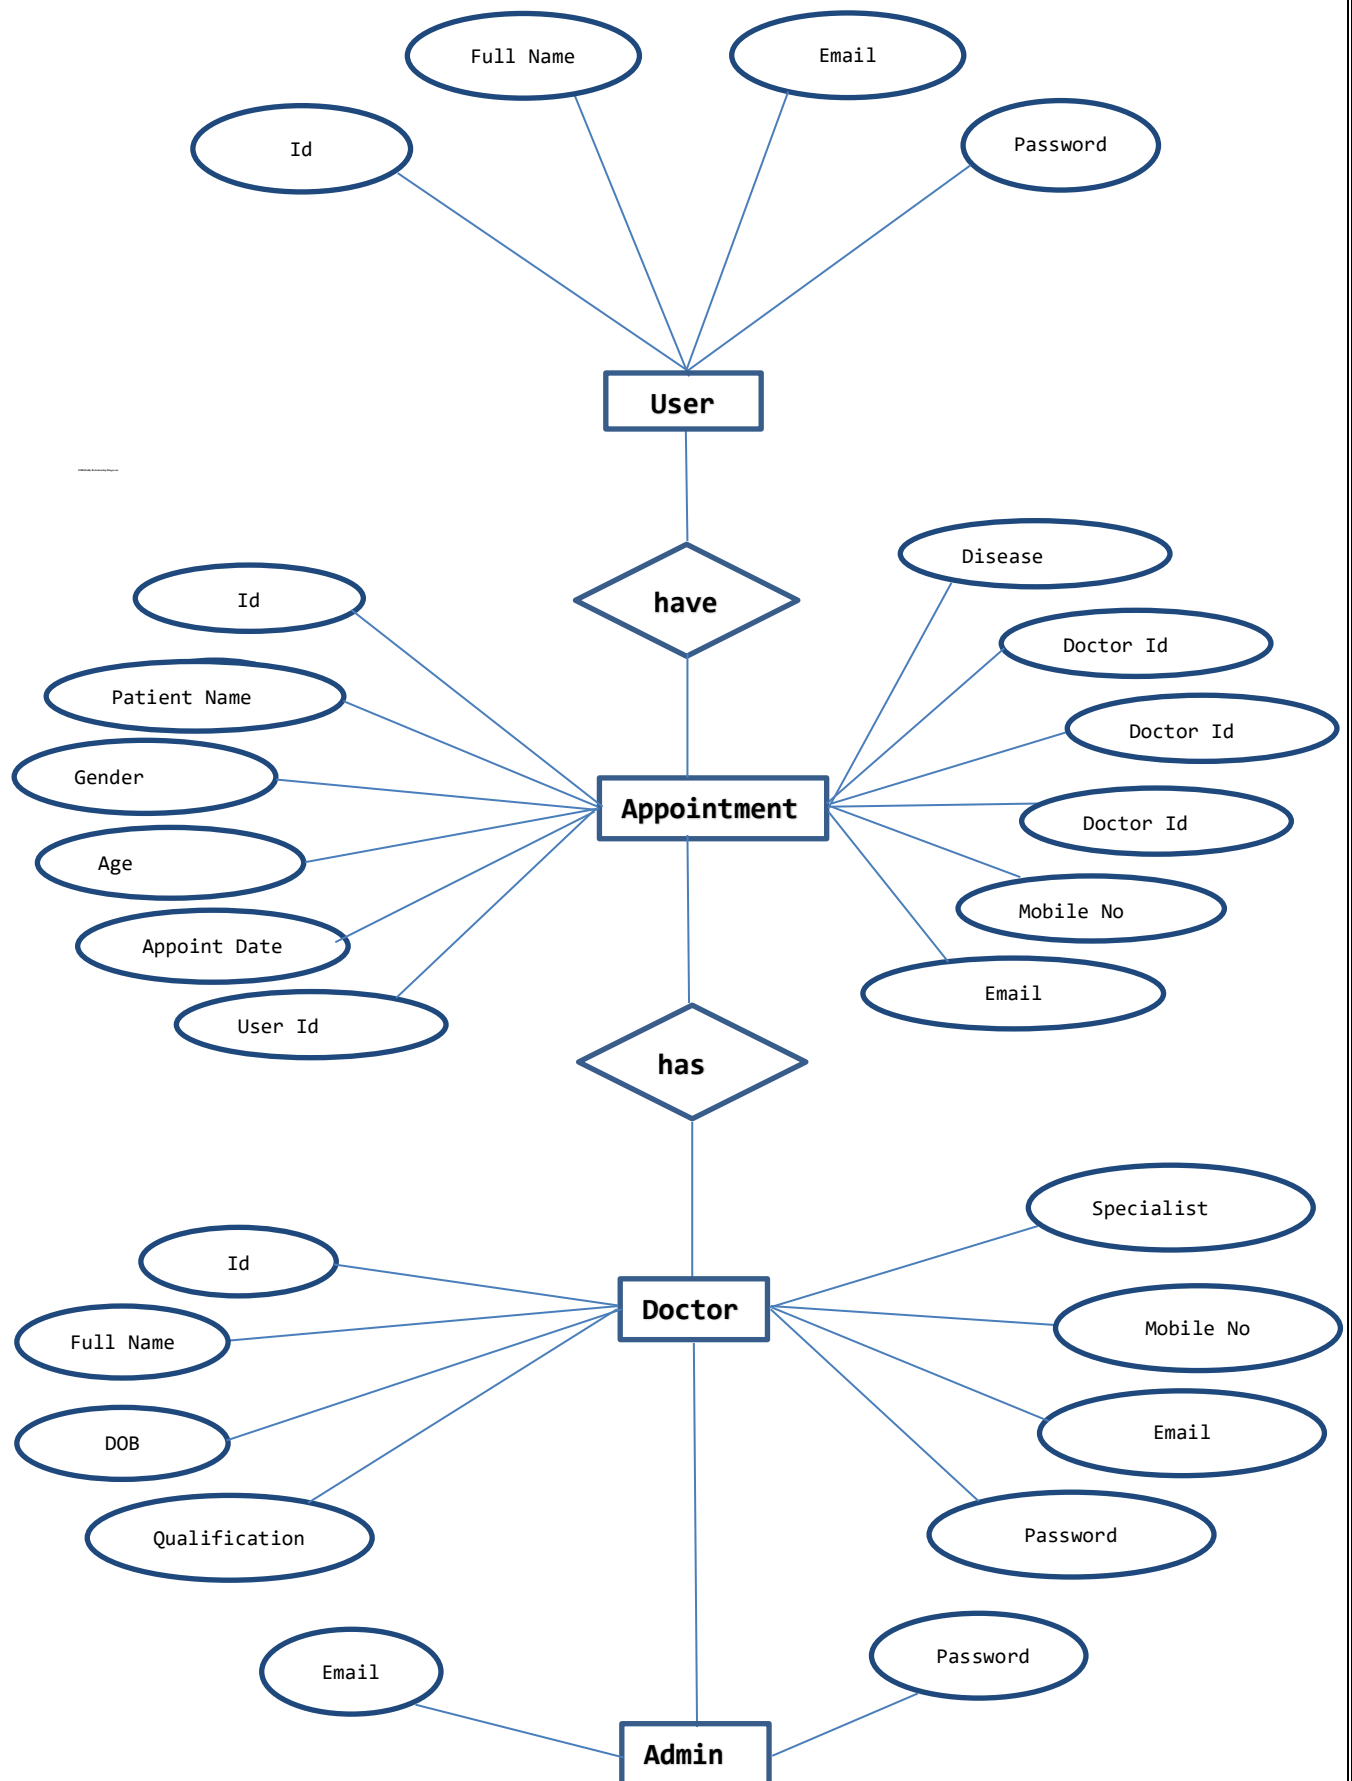 Full Name
Email
Id
Password
User
have
Disease
Id
Doctor Id
Patient Name
Doctor Id
Gender
Appointment
Doctor Id
Age
Mobile No
Appoint Date
Email
User Id
has
Specialist
Id
Doctor
Mobile No
Full Name
Email
DOB
Password
Qualification
Email
Password
Admin